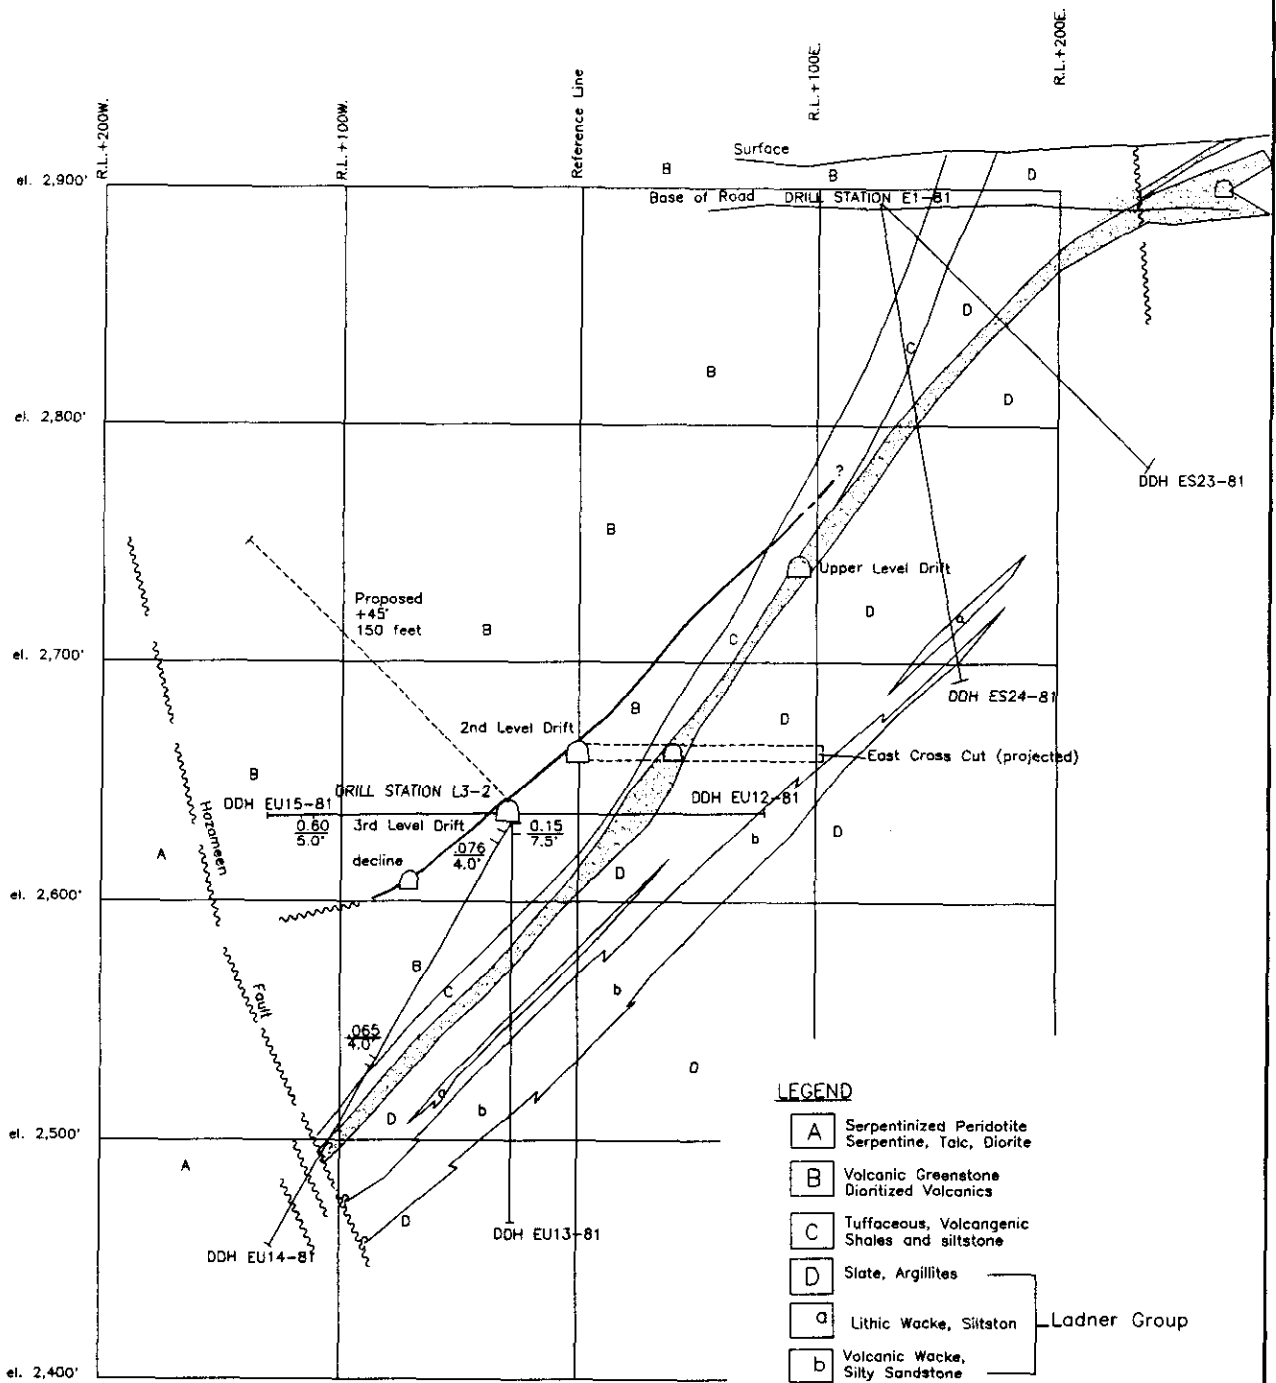 R.L.+200W.
R.L.+100W.
Reference Line
R.L.+100E.
R.L.+200E.
Surface
el. 2,900'
B
B
D
Base of Road
DRILL STATION E1-81
D
C
B
D
el. 2,800'
?
DDH ES23-81
B
Upper Level Drift
Proposed
+45°
150 feet
B
D
a
C
el. 2,700'
DDH ES24-81
B
D
2nd Level Drift
East Cross Cut (projected)
B
DRILL STATION L3-2
DDH EU15-81
DDH EU12-81
Hozameen
0.60
5.0'
3rd Level Drift
0.15
7.5'
.076
4.0'
b
D
A
decline
D
el. 2,600'
B
C
b
Fault
.065
4.0'
D
a
b
D
el. 2,500'
A
D
DDH EU14-81
DDH EU13-81
el. 2,400'
LEGEND
A Serpentinized Peridotite
Serpentine, Talc, Diorite
B Volcanic Greenstone
Dioritized Volcanics
C Tuffaceous, Volcangenic
Shales and siltstone
D Slate, Argillites
a Lithic Wacke, Siltston
b Volcanic Wacke,
Silty Sandstone
Ladner Group